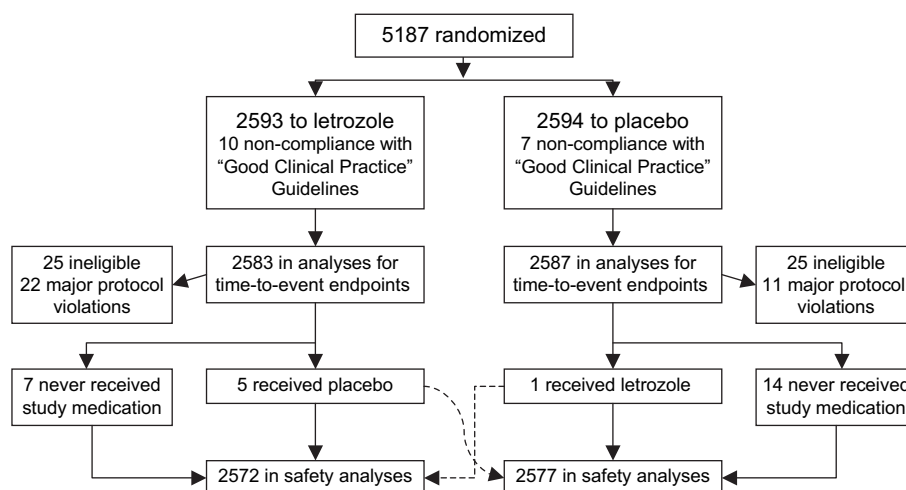 5187 randomized
2593 to letrozole
10 non-compliance with
“Good Clinical Practice”
Guidelines
2594 to placebo
7 non-compliance with
“Good Clinical Practice”
Guidelines
25 ineligible
22 major protocol
violations
2583 in analyses for
time-to-event endpoints
2587 in analyses for
time-to-event endpoints
25 ineligible
11 major protocol
violations
7 never received
study medication
5 received placebo
1 received letrozole
14 never received
study medication
2572 in safety analyses
2577 in safety analyses